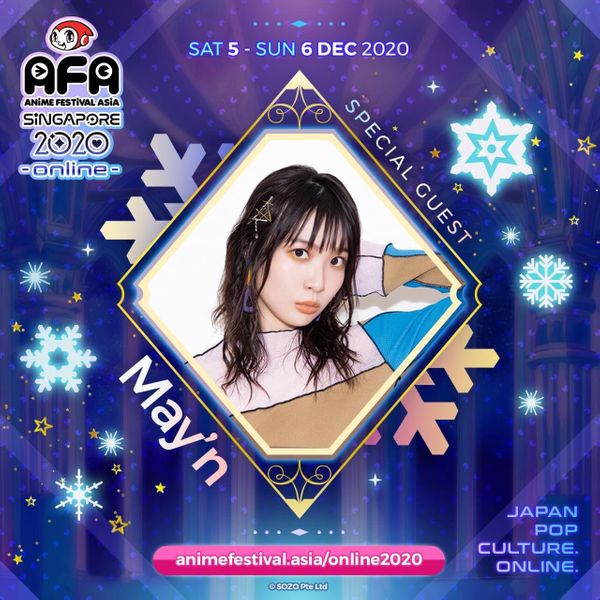 SAT 5 - SUN 6 DEC 2020
AFA
ANiME FESTiVAL ASiA
SiNGAPORE
2020
-online-
SPECIAL GUEST
May'n
JAPAN
POP
CULTURE.
ONLINE.
animefestival.asia/online2020
© SOZO Pte Ltd